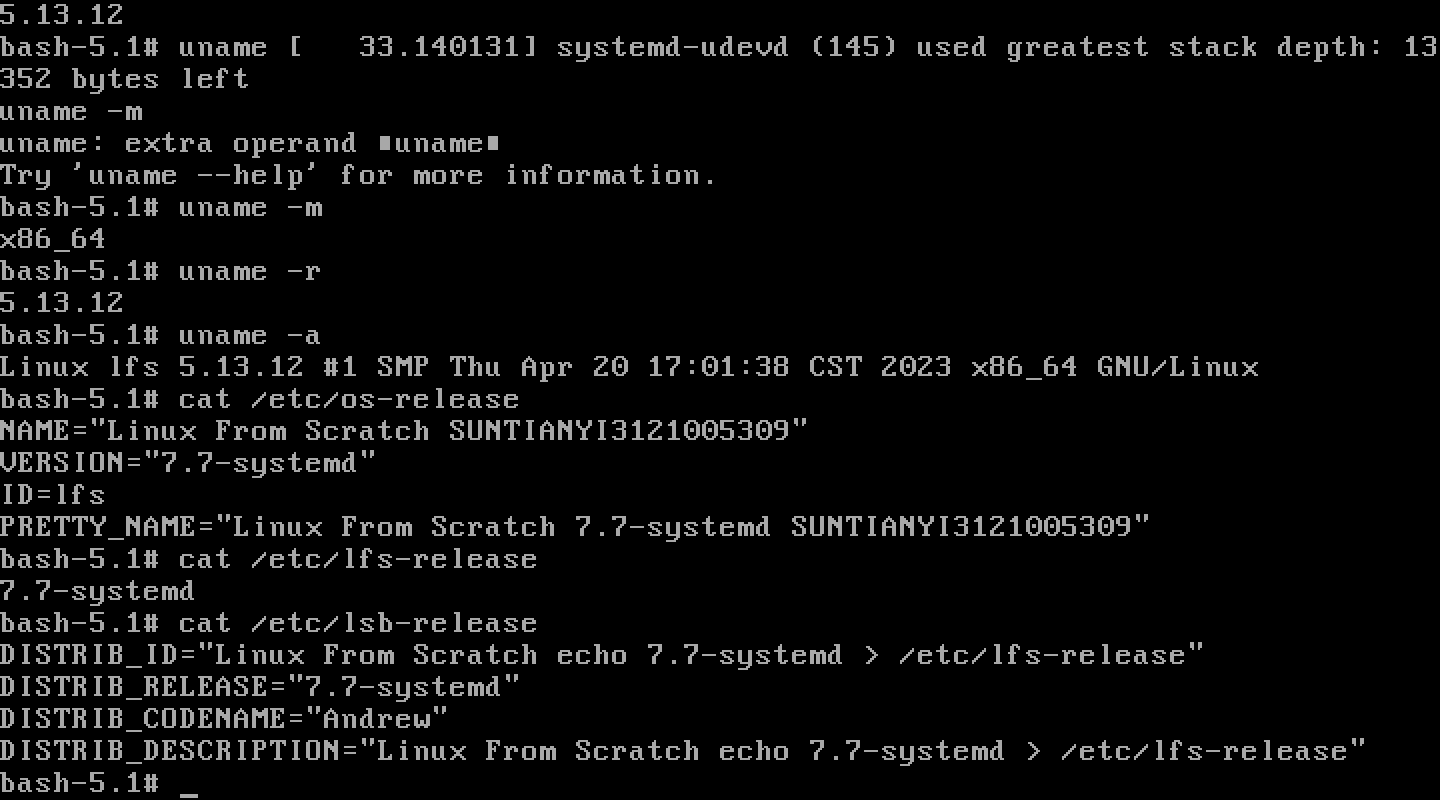 5.13.12
bash-5.1# uname [   33.140131] systemd-udevd (145) used greatest stack depth: 13
352 bytes left
uname -m
uname: extra operand ■uname■
Try 'uname --help' for more information.
bash-5.1# uname -m
x86_64
bash-5.1# uname -r
5.13.12
bash-5.1# uname -a
Linux lfs 5.13.12 #1 SMP Thu Apr 20 17:01:38 CST 2023 x86_64 GNU/Linux
bash-5.1# cat /etc/os-release
NAME="Linux From Scratch SUNTIANYI3121005309"
VERSION="7.7-systemd"
ID=lfs
PRETTY_NAME="Linux From Scratch 7.7-systemd SUNTIANYI3121005309"
bash-5.1# cat /etc/lfs-release
7.7-systemd
bash-5.1# cat /etc/lsb-release
DISTRIB_ID="Linux From Scratch echo 7.7-systemd > /etc/lfs-release"
DISTRIB_RELEASE="7.7-systemd"
DISTRIB_CODENAME="Andrew"
DISTRIB_DESCRIPTION="Linux From Scratch echo 7.7-systemd > /etc/lfs-release"
bash-5.1# _